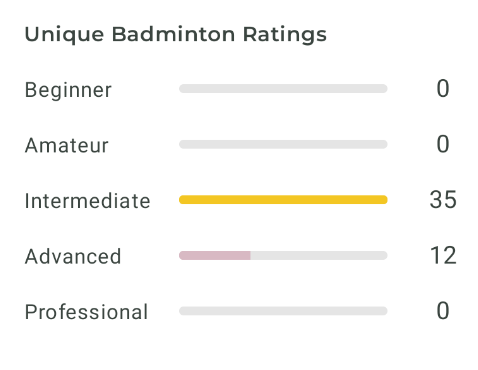 Unique Badminton Ratings
Beginner 0
Amateur 0
Intermediate 35
Advanced 12
Professional 0